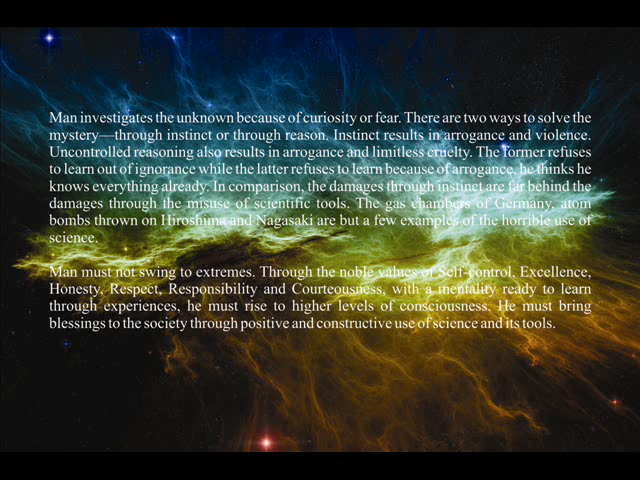 Man investigates the unknown because of curiosity or fear. There are two ways to solve the
mystery—through instinct or through reason. Instinct results in arrogance and violence.
Uncontrolled reasoning also results in arrogance and limitless cruelty. The former refuses
to learn out of ignorance while the latter refuses to learn because of arrogance, he thinks he
knows everything already. In comparison, the damages through instinct are far behind the
damages through the misuse of scientific tools. The gas chambers of Germany, atom
bombs thrown on Hiroshima and Nagasaki are but a few examples of the horrible use of
science.
Man must not swing to extremes. Through the noble values of Self-control, Excellence,
Honesty, Respect, Responsibility and Courteousness, with a mentality ready to learn
through experiences, he must rise to higher levels of consciousness. He must bring
blessings to the society through positive and constructive use of science and its tools.